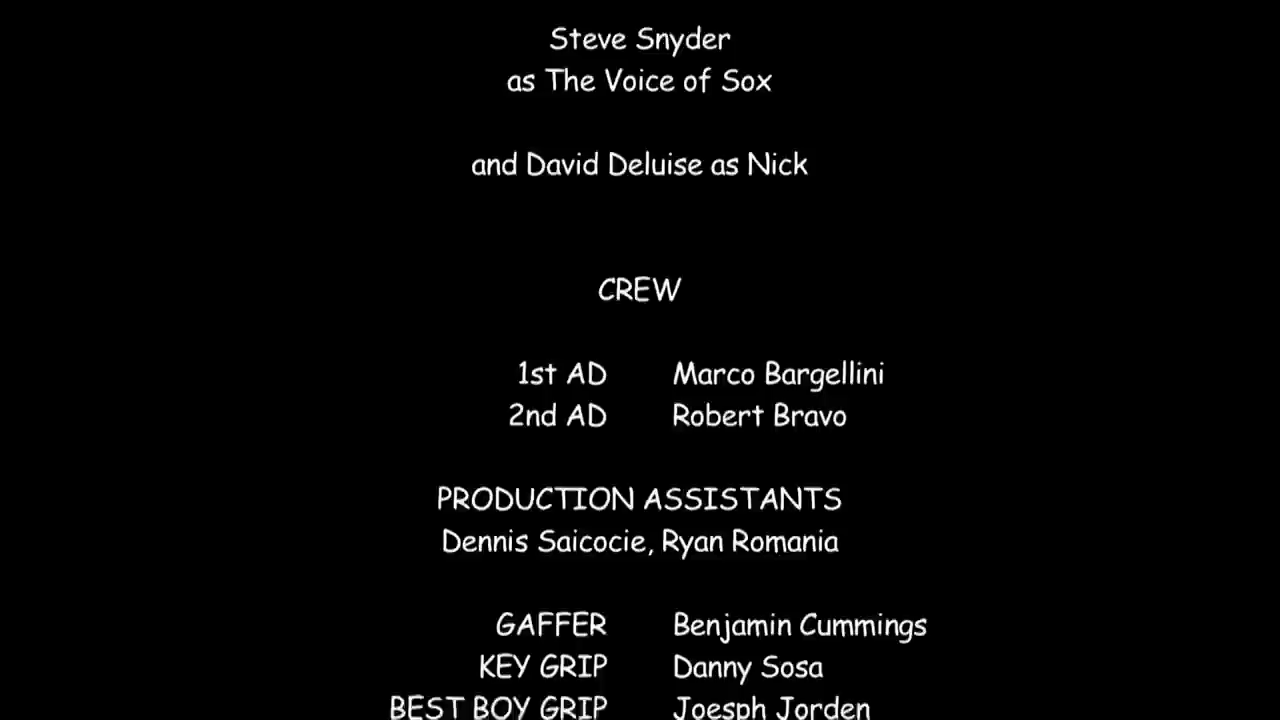 Steve Snyder
as The Voice of Sox
and David Deluise as Nick
CREW
1st AD Marco Bargellini
2nd AD Robert Bravo
PRODUCTION ASSISTANTS
Dennis Saicocie, Ryan Romania
GAFFER Benjamin Cummings
KEY GRIP Danny Sosa
BEST BOY GRIP Joesph Jorden